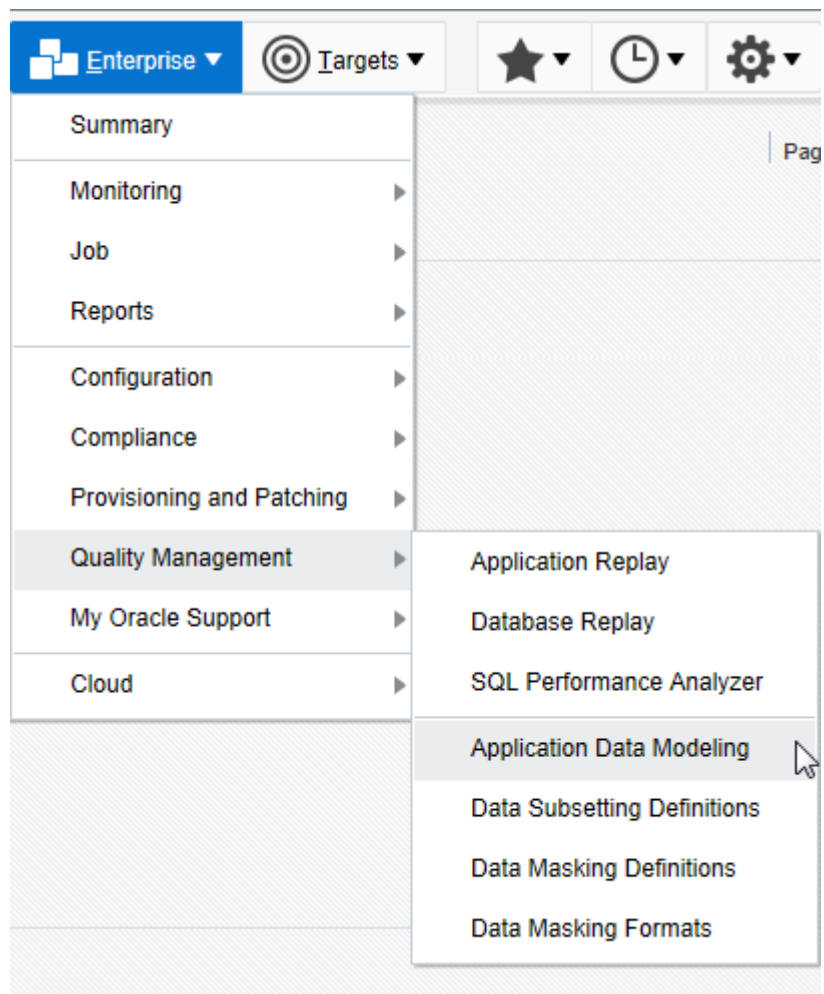 Enterprise Targets
Pag
Summary
Monitoring
Job
Reports
Configuration
Compliance
Provisioning and Patching
Quality Management
My Oracle Support
Cloud
Application Replay
Database Replay
SQL Performance Analyzer
Application Data Modeling
Data Subsetting Definitions
Data Masking Definitions
Data Masking Formats